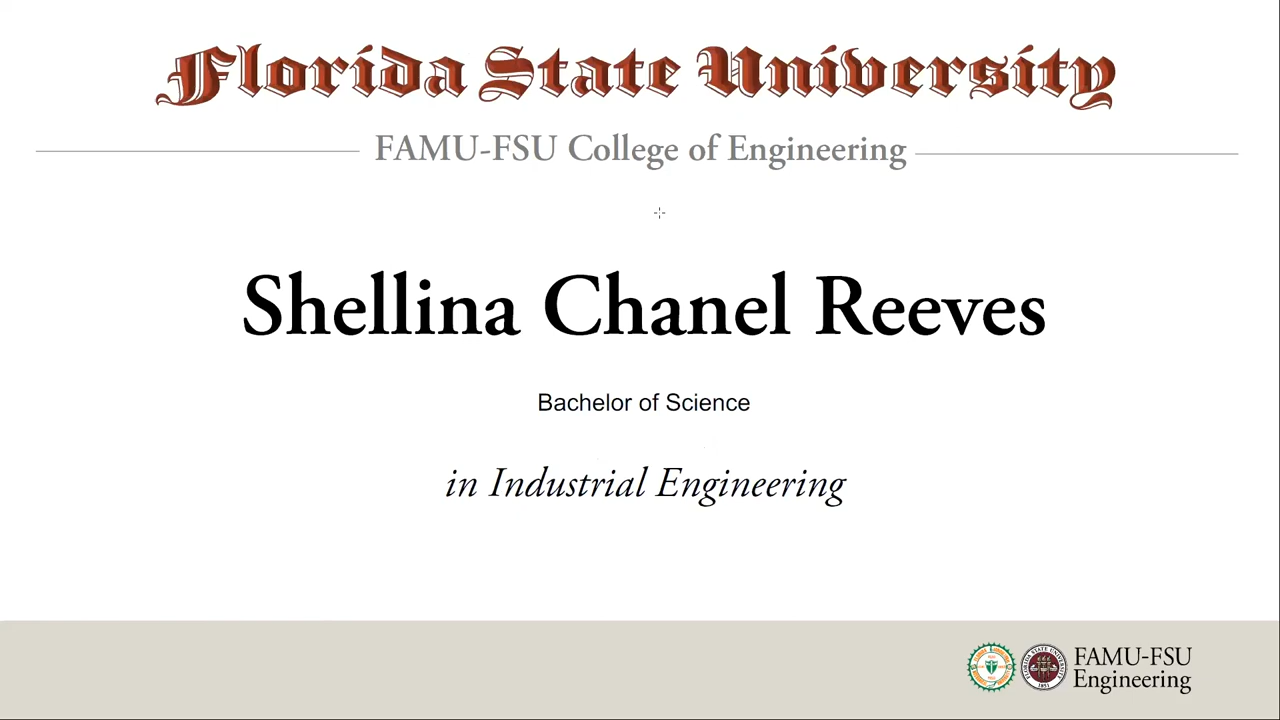 Florida State University
FAMU-FSU College of Engineering
Shellina Chanel Reeves
Bachelor of Science
in Industrial Engineering
FAMU-FSU
Engineering